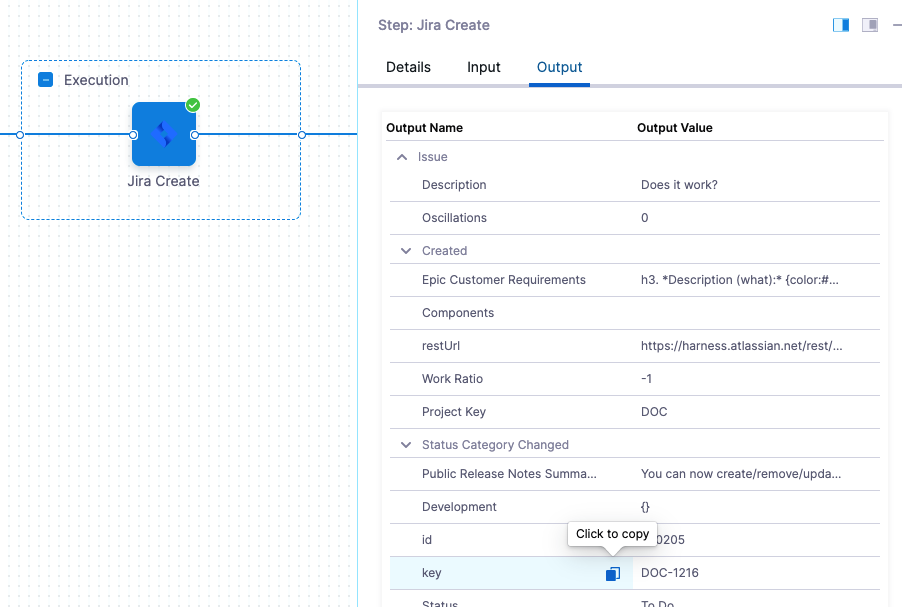 Execution
Jira Create
Step: Jira Create
Details Input Output
Output Name Output Value
Issue
Description Does it work?
Oscillations 0
Created
Epic Customer Requirements h3. *Description (what):* {color:#...
Components
restUrl https://harness.atlassian.net/rest/...
Work Ratio -1
Project Key DOC
Status Category Changed
Public Release Notes Summa... You can now create/remove/upda...
Development {}
Click to copy
id 0205
key DOC-1216
Status To Do